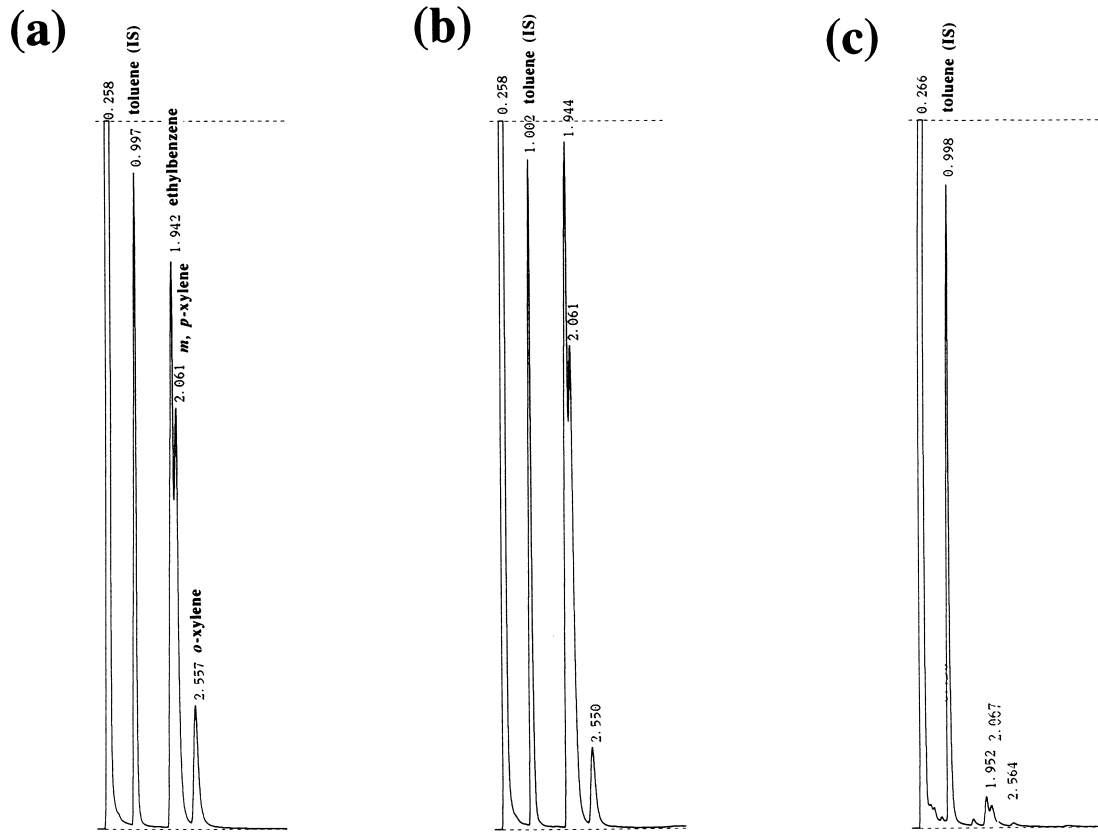 (a)
0.258
0.997 toluene (IS)
1.942 ethylbenzene
2.061 m, p-xylene
2.557 o-xylene
(b)
0.258
1.002 toluene (IS)
1.944
2.061
2.550
(c)
0.266
0.998 toluene (IS)
1.952
2.067
2.564